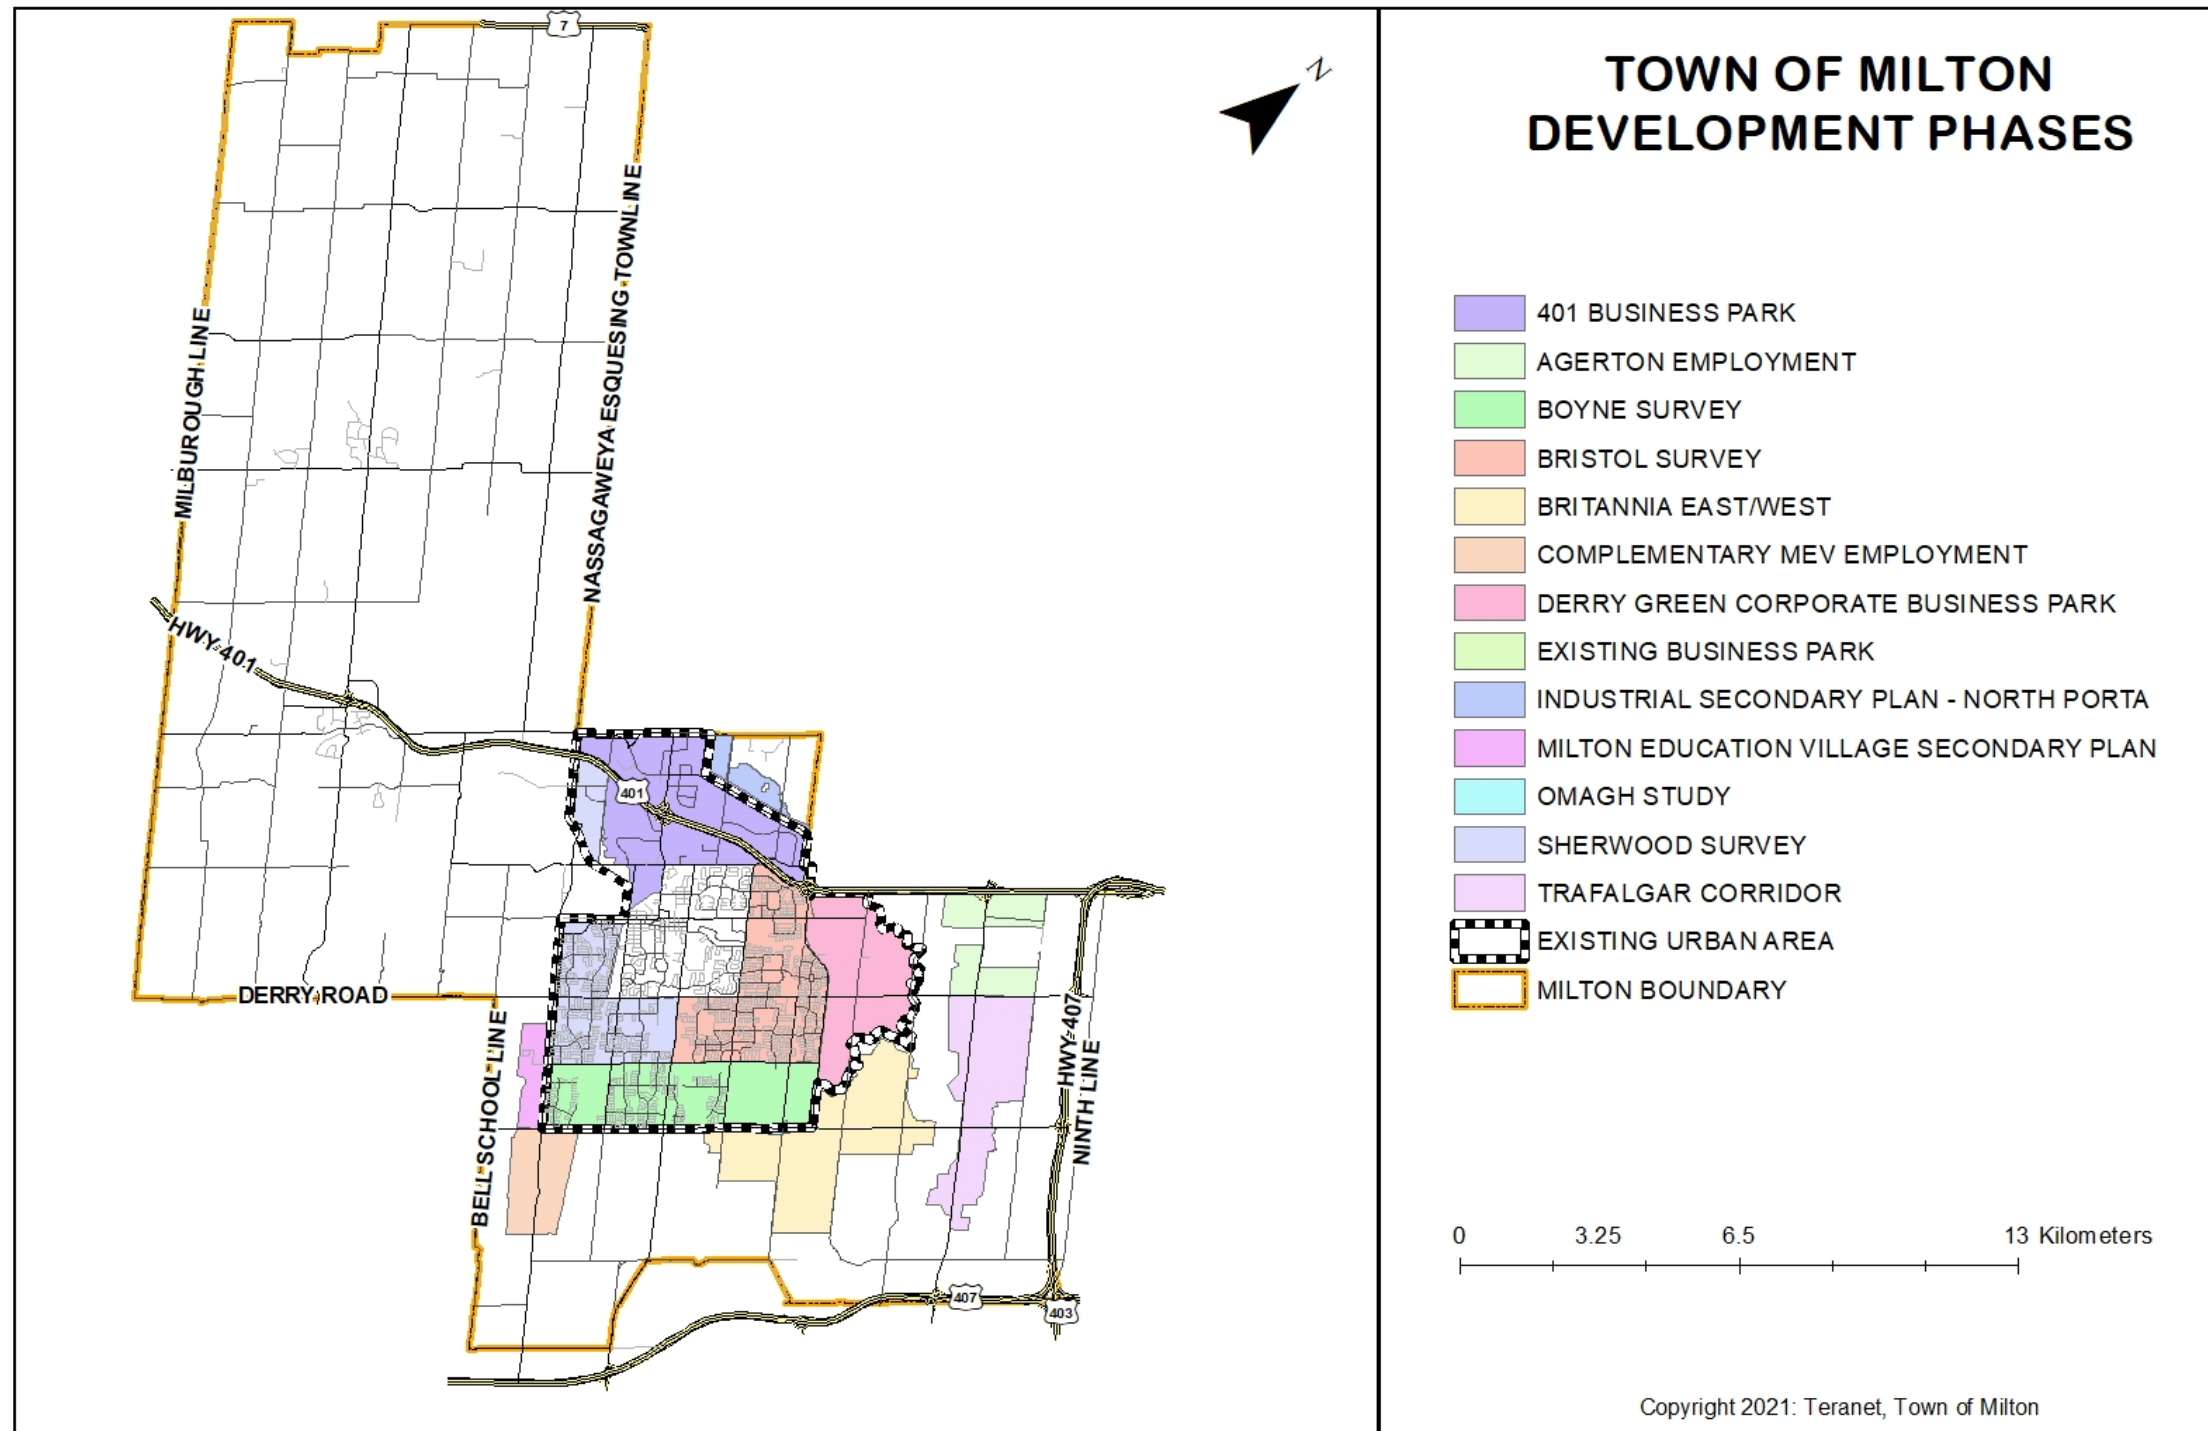 7
N
MILBUROUGH LINE
NASSAGAWEYA ESQUESING TOWNLINE
HWY 401
401
DERRY ROAD
BELL SCHOOL LINE
HWY 407
NINTH LINE
407
403
TOWN OF MILTON
DEVELOPMENT PHASES
401 BUSINESS PARK
AGERTON EMPLOYMENT
BOYNE SURVEY
BRISTOL SURVEY
BRITANNIA EAST/WEST
COMPLEMENTARY MEV EMPLOYMENT
DERRY GREEN CORPORATE BUSINESS PARK
EXISTING BUSINESS PARK
INDUSTRIAL SECONDARY PLAN - NORTH PORTA
MILTON EDUCATION VILLAGE SECONDARY PLAN
OMAGH STUDY
SHERWOOD SURVEY
TRAFALGAR CORRIDOR
EXISTING URBAN AREA
MILTON BOUNDARY
0 3.25 6.5 13 Kilometers
Copyright 2021: Teranet, Town of Milton